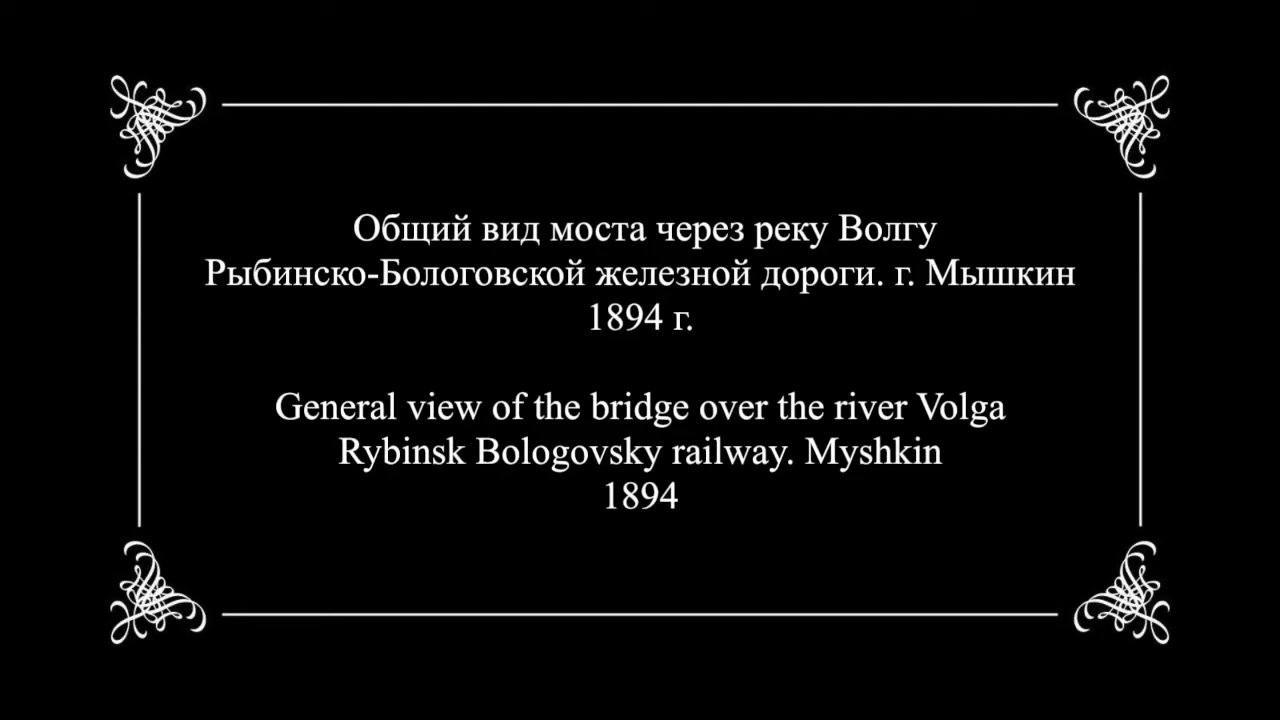 Общий вид моста через реку Волгу
Рыбинско-Бологовской железной дороги. г. Мышкин
1894 г.
General view of the bridge over the river Volga
Rybinsk Bologovsky railway. Myshkin
1894